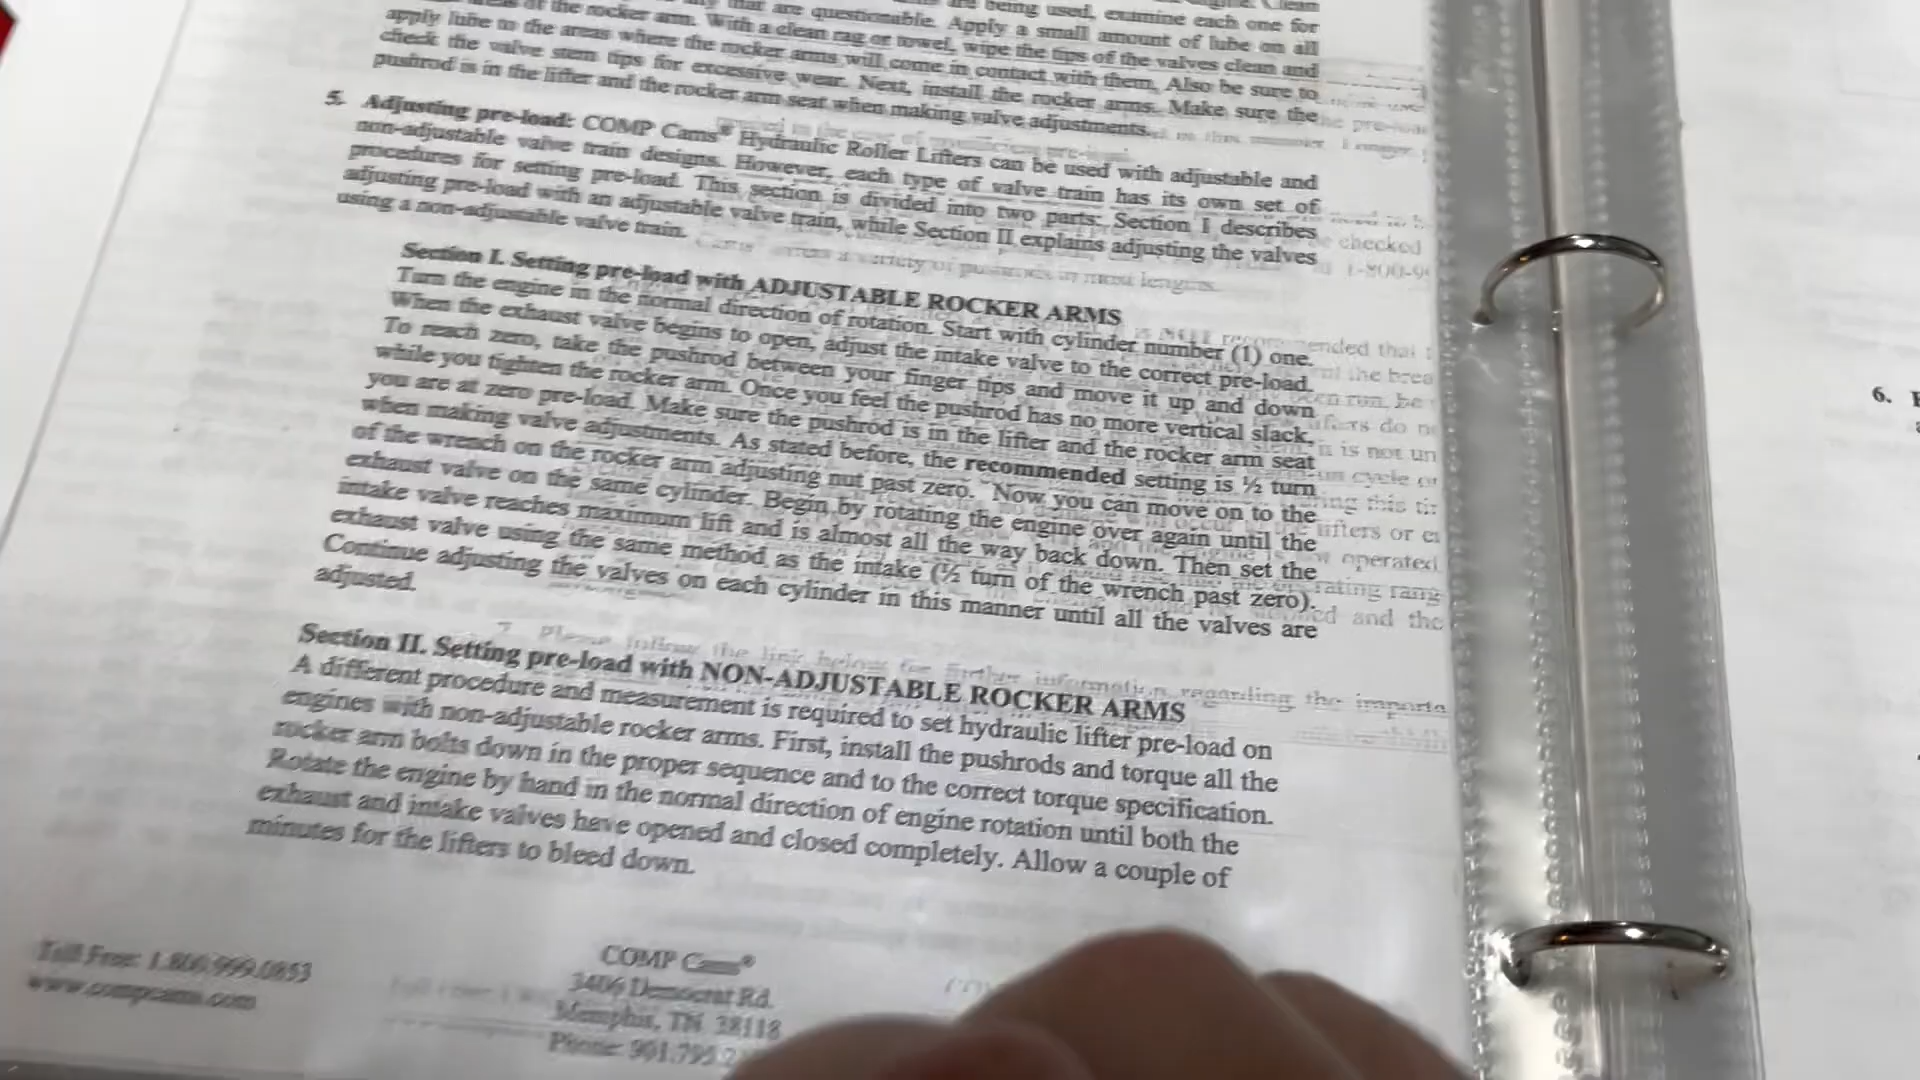 being used, examine each one for
that are questionable. Apply a small amount of lube on all
of the rocker arm. With a clean rag or towel, wipe the tips of the valves clean and
apply lube to the areas where the rocker arms will come in contact with them. Also be sure to
check the valve stem tips for excessive wear. Next, install the rocker arms. Make sure the
pushrod is in the lifter and the rocker arm seat when making valve adjustments.
5. Adjusting pre-load: COMP Cams® Hydraulic Roller Lifters can be used with adjustable and
non-adjustable valve train designs. However, each type of valve train has its own set of
procedures for setting pre-load. This section is divided into two parts: Section I describes
adjusting pre-load with an adjustable valve train, while Section II explains adjusting the valves
using a non-adjustable valve train.
Section I. Setting pre-load with ADJUSTABLE ROCKER ARMS
Turn the engine in the normal direction of rotation. Start with cylinder number (1) one.
When the exhaust valve begins to open, adjust the intake valve to the correct pre-load.
To reach zero, take the pushrod between your finger tips and move it up and down
while you tighten the rocker arm. Once you feel the pushrod has no more vertical slack,
you are at zero pre-load. Make sure the pushrod is in the lifter and the rocker arm seat
when making valve adjustments. As stated before, the recommended setting is ½ turn
of the wrench on the rocker arm adjusting nut past zero. Now you can move on to the
exhaust valve on the same cylinder. Begin by rotating the engine over again until the
intake valve reaches maximum lift and is almost all the way back down. Then set the
exhaust valve using the same method as the intake (½ turn of the wrench past zero).
Continue adjusting the valves on each cylinder in this manner until all the valves are
adjusted.
Section II. Setting pre-load with NON-ADJUSTABLE ROCKER ARMS
A different procedure and measurement is required to set hydraulic lifter pre-load on
engines with non-adjustable rocker arms. First, install the pushrods and torque all the
rocker arm bolts down in the proper sequence and to the correct torque specification.
Rotate the engine by hand in the normal direction of engine rotation until both the
exhaust and intake valves have opened and closed completely. Allow a couple of
minutes for the lifters to bleed down.
Toll Free: 1.800.999.0853
www.compcams.com
COMP Cams®
3406 Democrat Rd.
Memphis, TN 38118
Phone: 901.795.2
6.